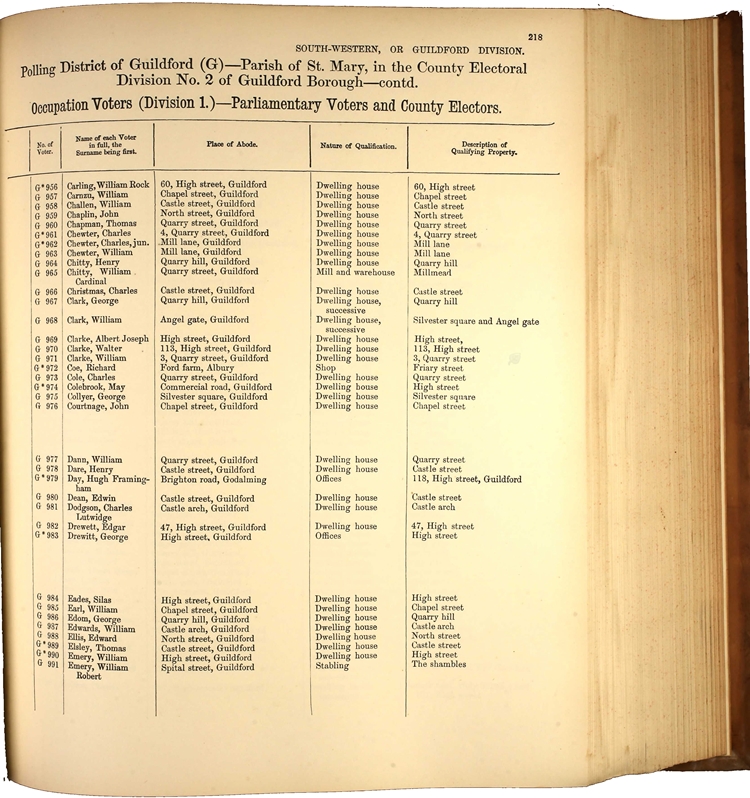 218
SOUTH-WESTERN, OR GUILDFORD DIVISION.
Polling District of Guildford (G)—Parish of St. Mary, in the County Electoral
Division No. 2 of Guildford Borough—contd.
Occupation Voters (Division 1.)—Parliamentary Voters and County Electors.
No. of Voter. Name of each Voter in full, the Surname being first. Place of Abode. Nature of Qualification. Description of Qualifying Property.
G*956 Carling, William Rock 60, High street, Guildford Dwelling house 60, High street
G 957 Carnzu, William Chapel street, Guildford Dwelling house Chapel street
G 958 Challen, William Castle street, Guildford Dwelling house Castle street
G 959 Chaplin, John North street, Guildford Dwelling house North street
G 960 Chapman, Thomas Quarry street, Guildford Dwelling house Quarry street
G*961 Chewter, Charles 4, Quarry street, Guildford Dwelling house 4, Quarry street
G*962 Chewter, Charles, jun. Mill lane, Guildford Dwelling house Mill lane
G 963 Chewter, William Mill lane, Guildford Dwelling house Mill lane
G 964 Chitty, Henry Quarry hill, Guildford Dwelling house Quarry hill
G 965 Chitty, William Quarry street, Guildford Mill and warehouse Millmead
Cardinal
G 966 Christmas, Charles Castle street, Guildford Dwelling house Castle street
G 967 Clark, George Quarry hill, Guildford Dwelling house, Quarry hill
successive
G 968 Clark, William Angel gate, Guildford Dwelling house, Silvester square and Angel gate
successive
G 969 Clarke, Albert Joseph High street, Guildford Dwelling house High street,
G 970 Clarke, Walter 113, High street, Guildford Dwelling house 113, High street
G 971 Clarke, William 3, Quarry street, Guildford Dwelling house 3, Quarry street
G*972 Coe, Richard Ford farm, Albury Shop Friary street
G 973 Cole, Charles Quarry street, Guildford Dwelling house Quarry street
G*974 Colebrook, May Commercial road, Guildford Dwelling house High street
G 975 Collyer, George Silvester square, Guildford Dwelling house Silvester square
G 976 Courtnage, John Chapel street, Guildford Dwelling house Chapel street
G 977 Dann, William Quarry street, Guildford Dwelling house Quarry street
G 978 Dare, Henry Castle street, Guildford Dwelling house Castle street
G*979 Day, Hugh Framing- Brighton road, Godalming Offices 118, High street, Guildford
ham
G 980 Dean, Edwin Castle street, Guildford Dwelling house Castle street
G 981 Dodgson, Charles Castle arch, Guildford Dwelling house Castle arch
Lutwidge
G 982 Drewett, Edgar 47, High street, Guildford Dwelling house 47, High street
G*983 Drewitt, George High street, Guildford Offices High street
G 984 Eades, Silas High street, Guildford Dwelling house High street
G 985 Earl, William Chapel street, Guildford Dwelling house Chapel street
G 986 Edom, George Quarry hill, Guildford Dwelling house Quarry hill
G 987 Edwards, William Castle arch, Guildford Dwelling house Castle arch
G 988 Ellis, Edward North street, Guildford Dwelling house North street
G*989 Elsley, Thomas Castle street, Guildford Dwelling house Castle street
G*990 Emery, William High street, Guildford Dwelling house High street
G 991 Emery, William Spital street, Guildford Stabling The shambles
Robert